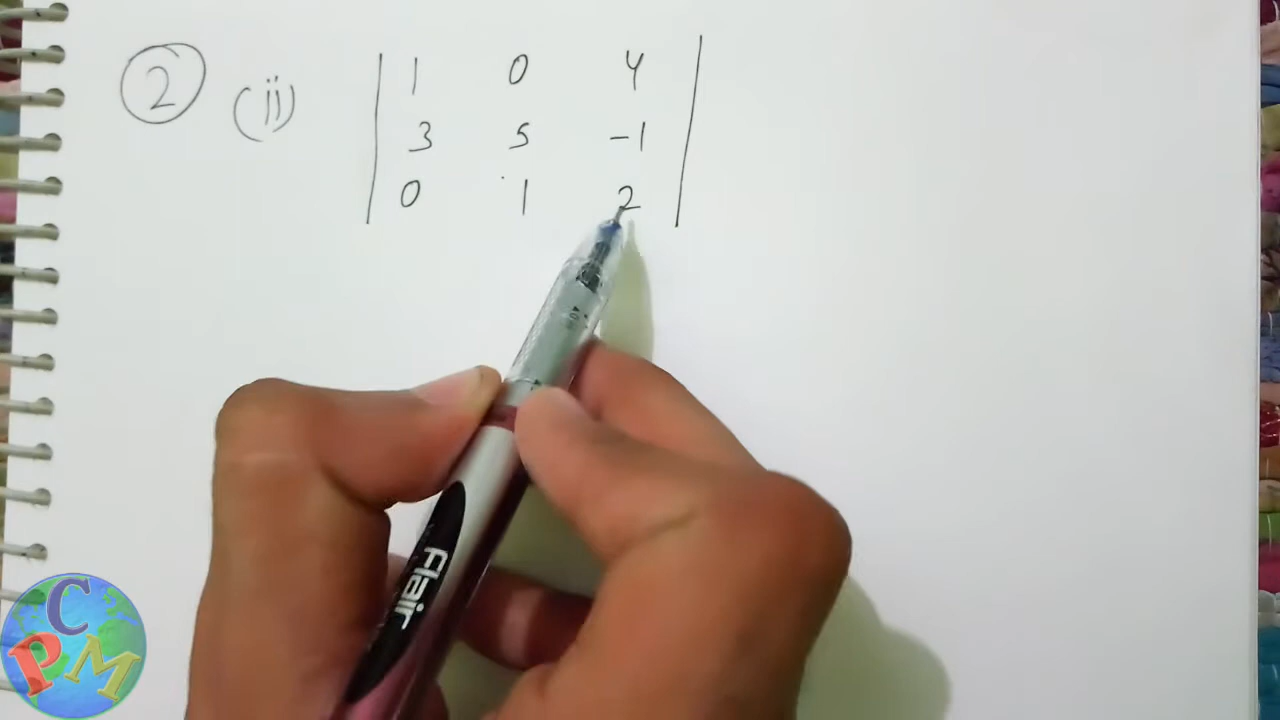 2 (ii) | 1 0 4 |
| 3 5 -1 |
| 0 1 2 |
Flair
CPM